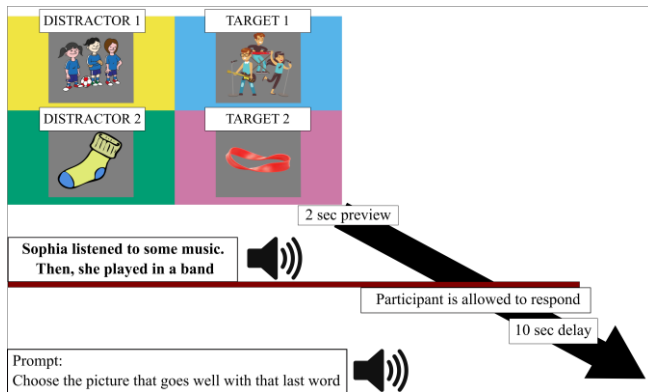 DISTRACTOR 1
TARGET 1
DISTRACTOR 2
TARGET 2
2 sec preview
Sophia listened to some music.
Then, she played in a band
Participant is allowed to respond
10 sec delay
Prompt:
Choose the picture that goes well with that last word